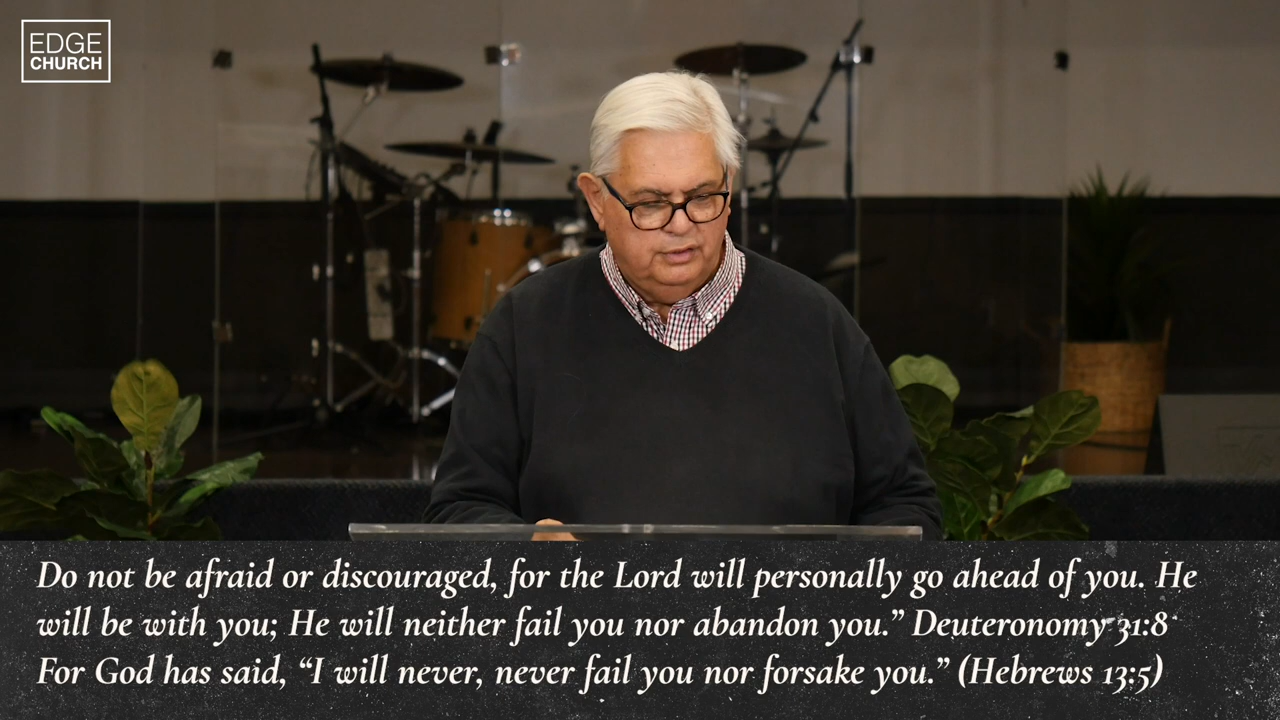 EDGE
CHURCH
Do not be afraid or discouraged, for the Lord will personally go ahead of you. He
will be with you; He will neither fail you nor abandon you.” Deuteronomy 31:8
For God has said, “I will never, never fail you nor forsake you.” (Hebrews 13:5)